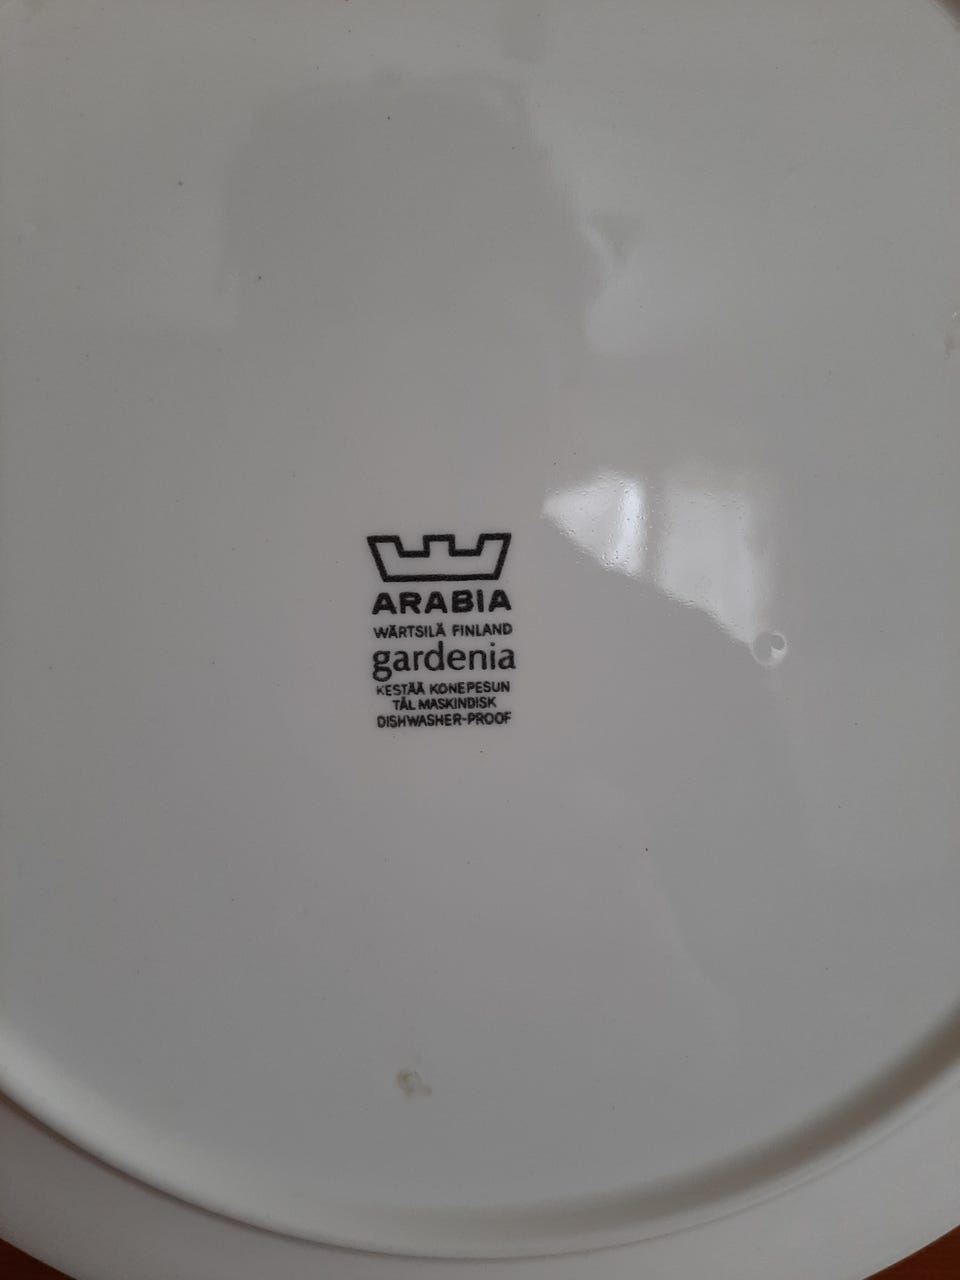 ARABIA
WÄRTSILÄ FINLAND
gardenia
KESTÄÄ KONEPESUN
TÅL MASKINDISK
DISHWASHER-PROOF